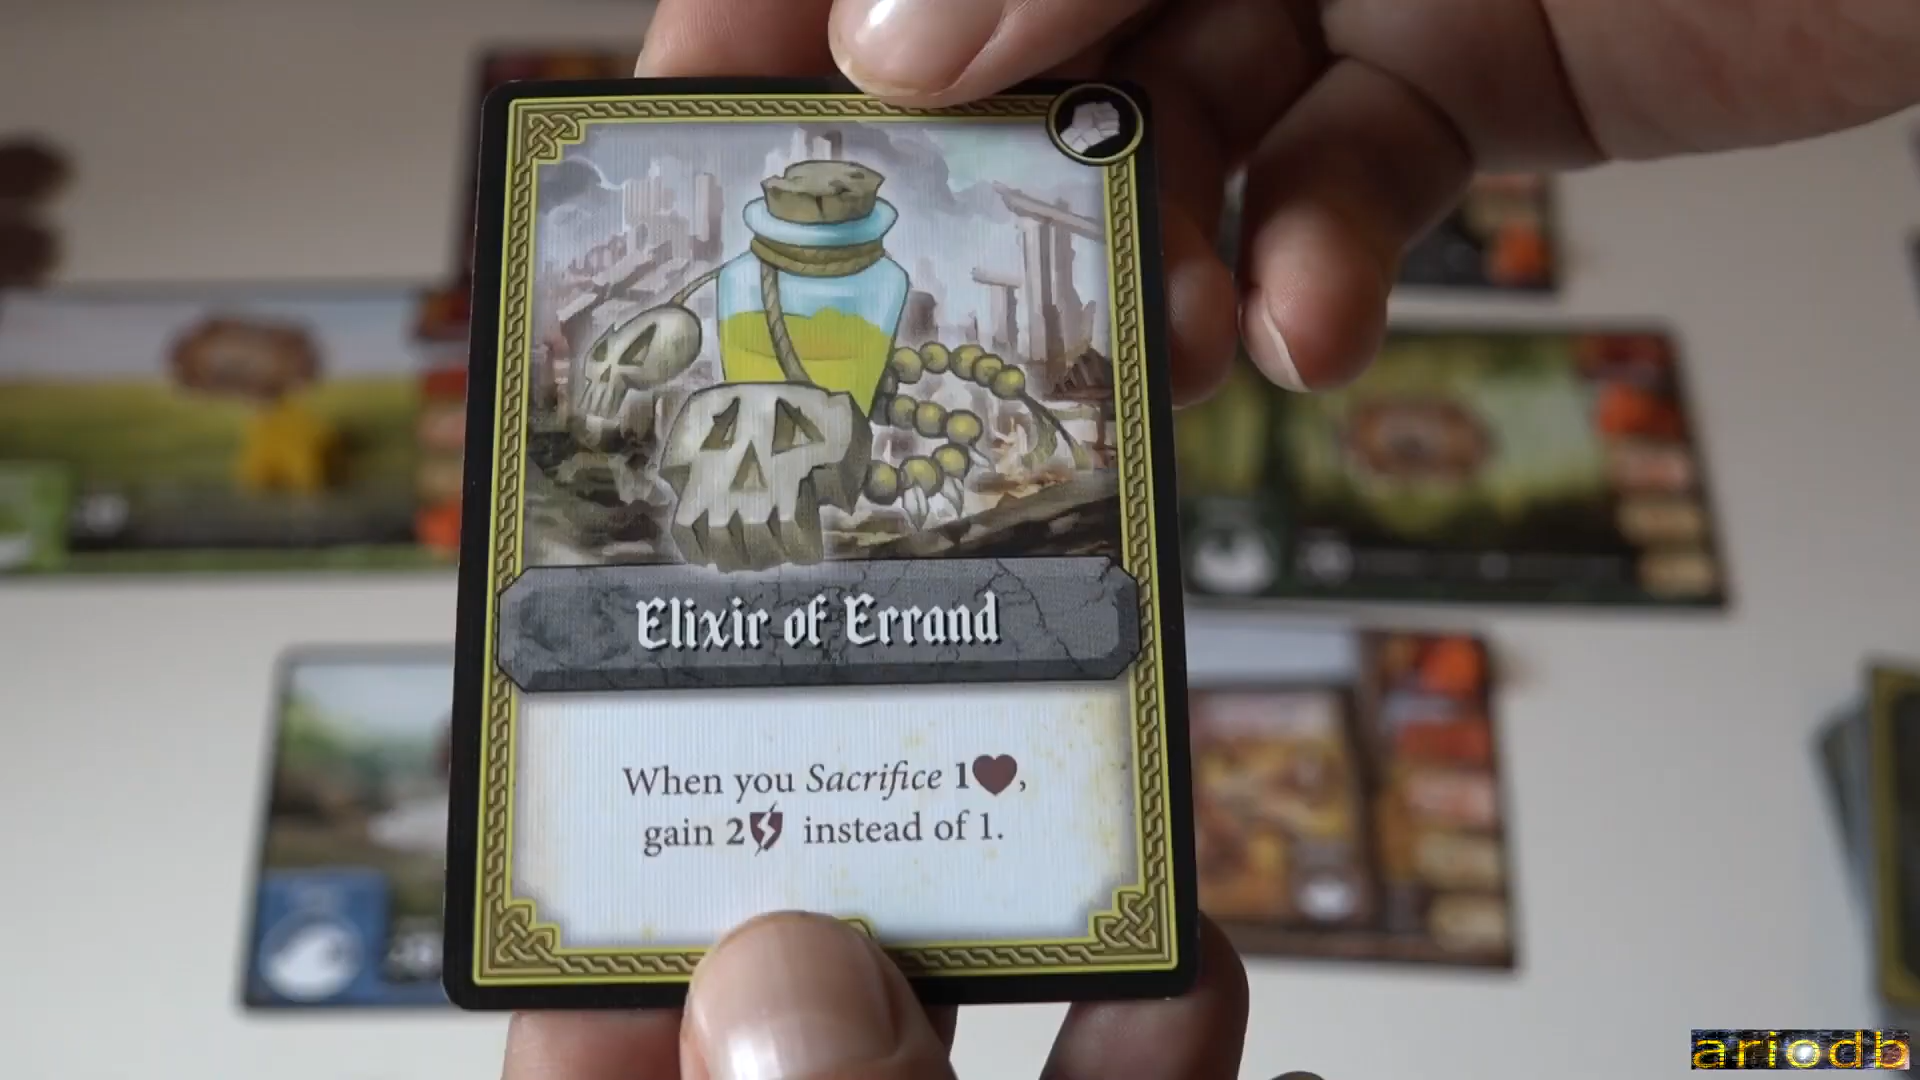 Elixir of Errand
When you Sacrifice 1,
gain 2 instead of 1.
ariodb